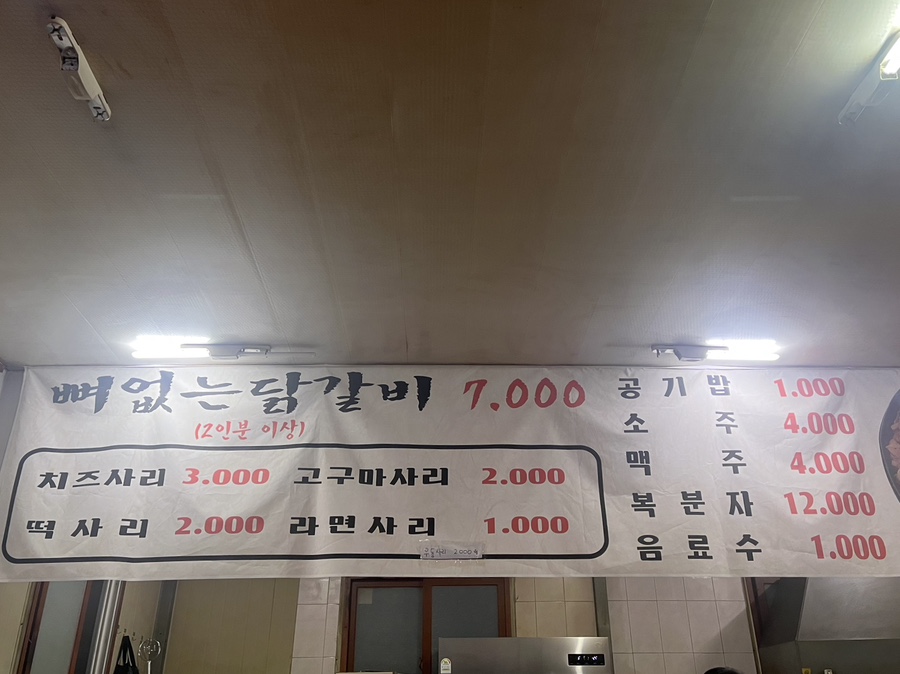 뼈없는닭갈비 7.000
(2인분 이상)
치즈사리 3.000 고구마사리 2.000
떡사리 2.000 라면사리 1.000
2000
공기밥 1.000
소주 4.000
맥주 4.000
복분자 12.000
음료수 1.000